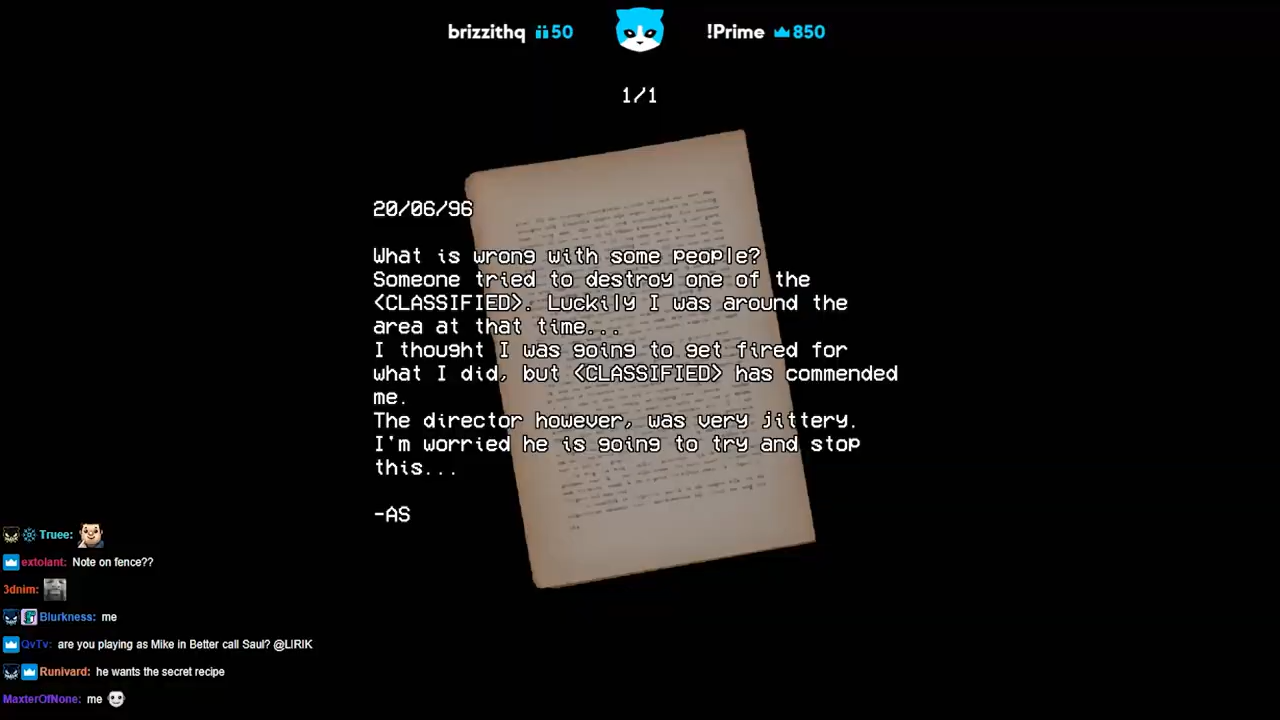 brizzithq 50 !Prime 850
1/1
20/06/96
What is wrong with some people?
Someone tried to destroy one of the
<CLASSIFIED>. Luckily I was around the
area at that time...
I thought I was going to get fired for
what I did, but <CLASSIFIED> has commended
me.
The director however, was very jittery.
I'm worried he is going to try and stop
this...
-AS
Truee:
extolant: Note on fence??
3dnim:
Blurkness: me
QvTv: are you playing as Mike in Better call Saul? @LIRIK
Runivard: he wants the secret recipe
MaxterOfNone: me